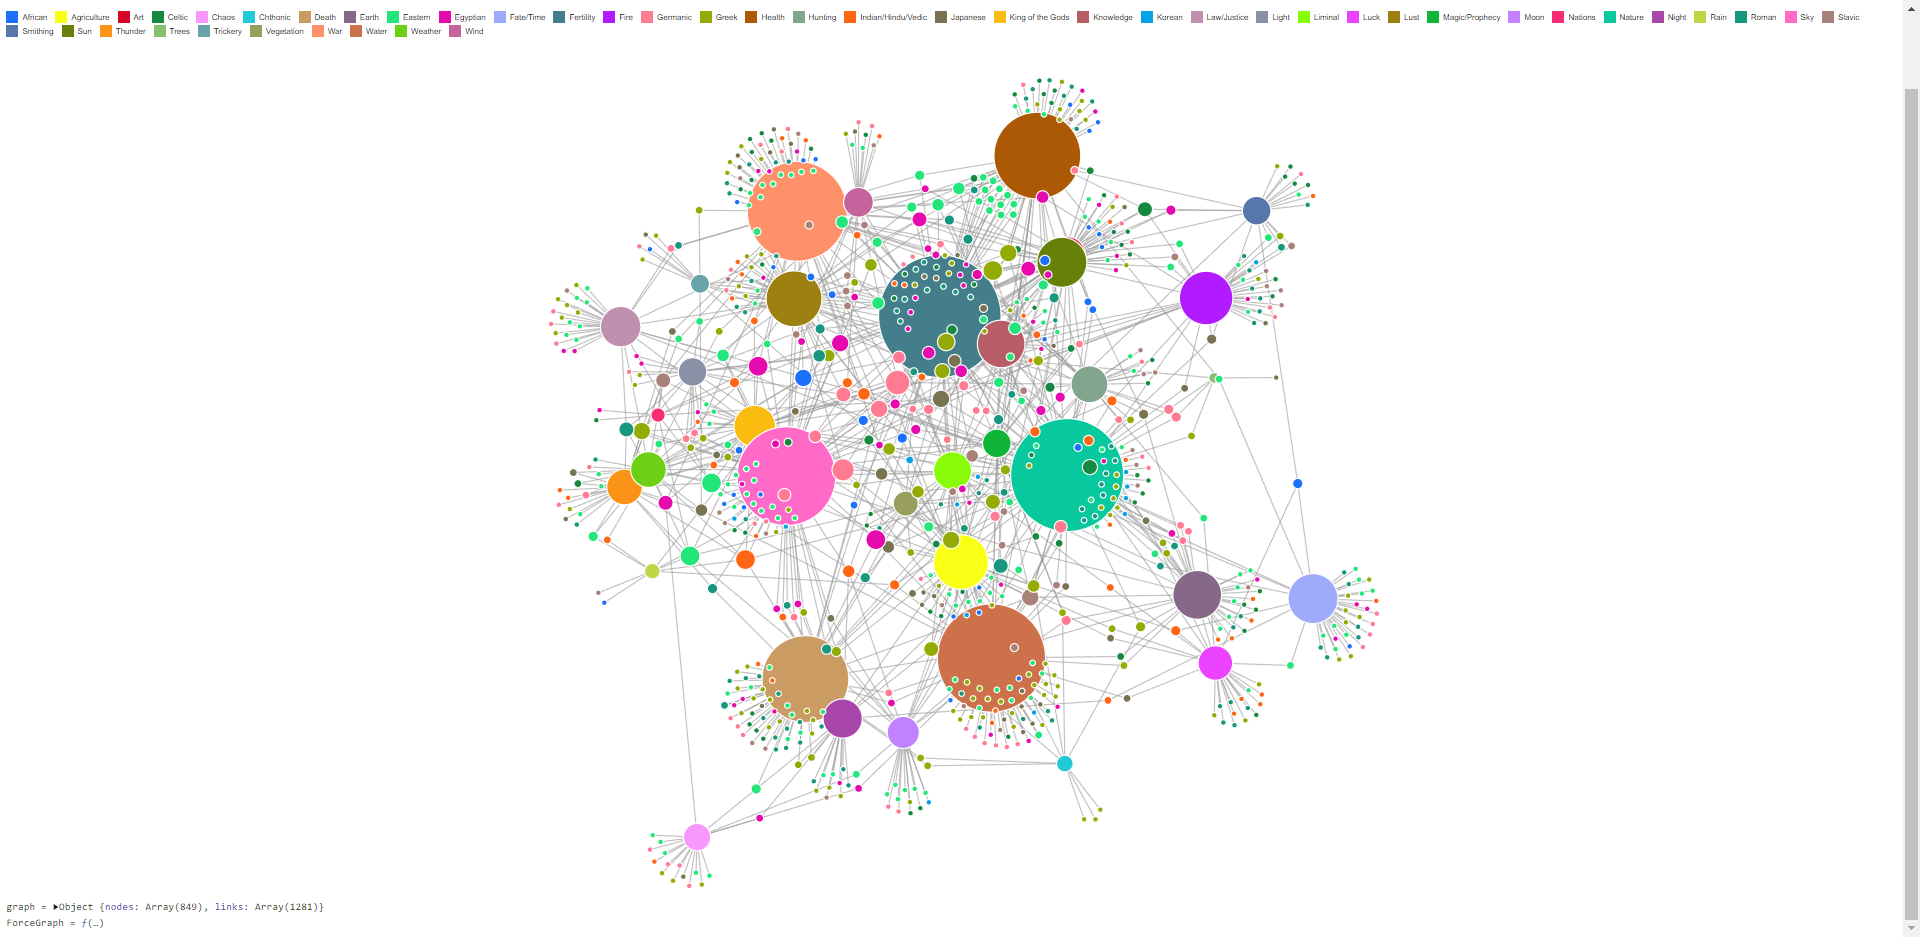 African Agriculture Art Celtic Chaos Chthonic Death Earth Eastern Egyptian Fate/Time Fertility Fire Germanic Greek Health Hunting Indian/Hindu/Vedic Japanese King of the Gods Knowledge Korean Law/Justice Light Liminal Luck Lust Magic/Prophecy Moon Nations Nature Night Rain Roman Sky Slavic
Smithing Sun Thunder Trees Trickery Vegetation War Water Weather Wind
graph = ▶Object {nodes: Array(849), links: Array(1281)}
ForceGraph = ƒ(…)